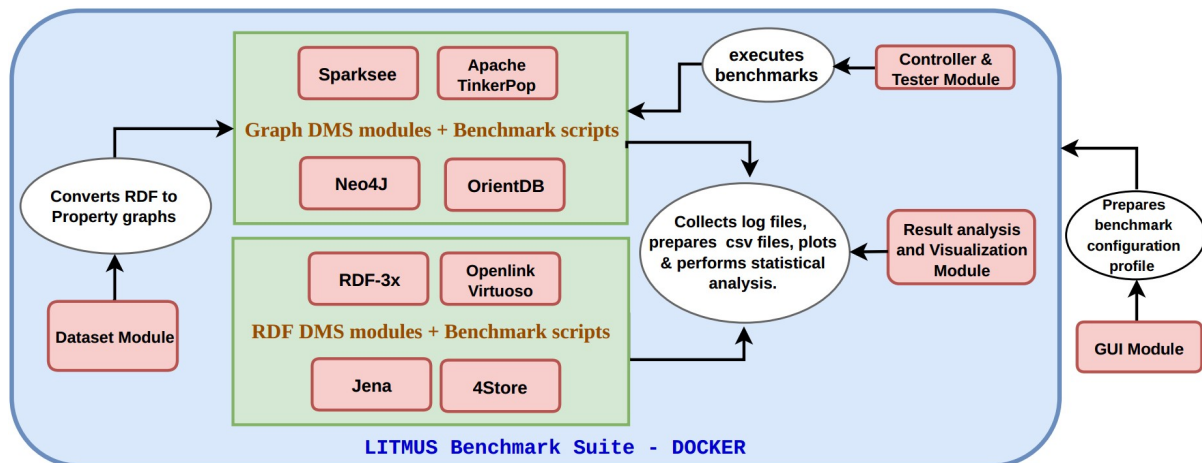 Sparksee
Apache
TinkerPop
Graph DMS modules + Benchmark scripts
Neo4J
OrientDB
executes
benchmarks
Controller &
Tester Module
Converts RDF to
Property graphs
Dataset Module
RDF-3x
Openlink
Virtuoso
RDF DMS modules + Benchmark scripts
Jena
4Store
Collects log files,
prepares csv files, plots
& performs statistical
analysis.
Result analysis
and Visualization
Module
Prepares
benchmark
configuration
profile
GUI Module
LITMUS Benchmark Suite - DOCKER